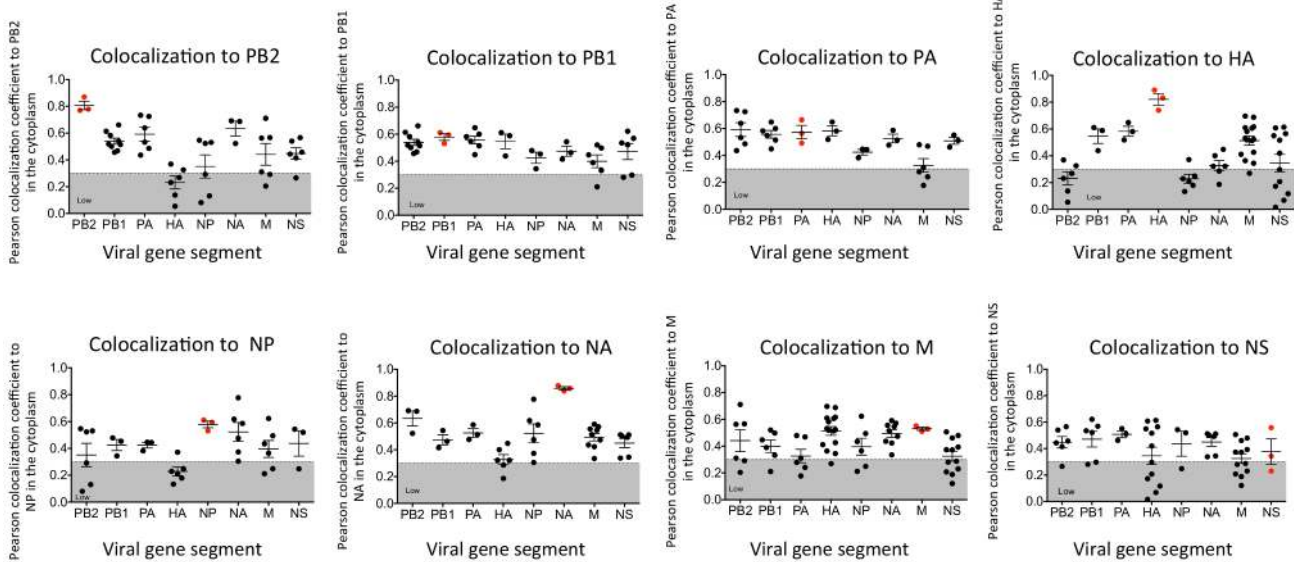 Colocalization to PB2
Pearson colocalization coefficient to PB2
in the cytoplasm
1.0
0.8
0.6
0.4
0.2
0.0
Low
PB2 PB1 PA HA NP NA M NS
Viral gene segment
Colocalization to PB1
Pearson colocalization coefficient to PB1
in the cytoplasm
1.0
0.8
0.6
0.4
0.2
0.0
Low
PB2 PB1 PA HA NP NA M NS
Viral gene segment
Colocalization to PA
Pearson colocalization coefficient to PA
in the cytoplasm
1.0
0.8
0.6
0.4
0.2
0.0
Low
PB2 PB1 PA HA NP NA M NS
Viral gene segment
Colocalization to HA
Pearson colocalization coefficient to HA
in the cytoplasm
1.0
0.8
0.6
0.4
0.2
0.0
Low
PB2 PB1 PA HA NP NA M NS
Viral gene segment
Colocalization to NP
Pearson colocalization coefficient to
NP in the cytoplasm
1.0
0.8
0.6
0.4
0.2
0.0
Low
PB2 PB1 PA HA NP NA M NS
Viral gene segment
Colocalization to NA
Pearson colocalization coefficient to
NA in the cytoplasm
1.0
0.8
0.6
0.4
0.2
0.0
Low
PB2 PB1 PA HA NP NA M NS
Viral gene segment
Colocalization to M
Pearson colocalization coefficient to M
in the cytoplasm
1.0
0.8
0.6
0.4
0.2
0.0
Low
PB2 PB1 PA HA NP NA M NS
Viral gene segment
Colocalization to NS
Pearson colocalization coefficient to NS
in the cytoplasm
1.0
0.8
0.6
0.4
0.2
0.0
Low
PB2 PB1 PA HA NP NA M NS
Viral gene segment